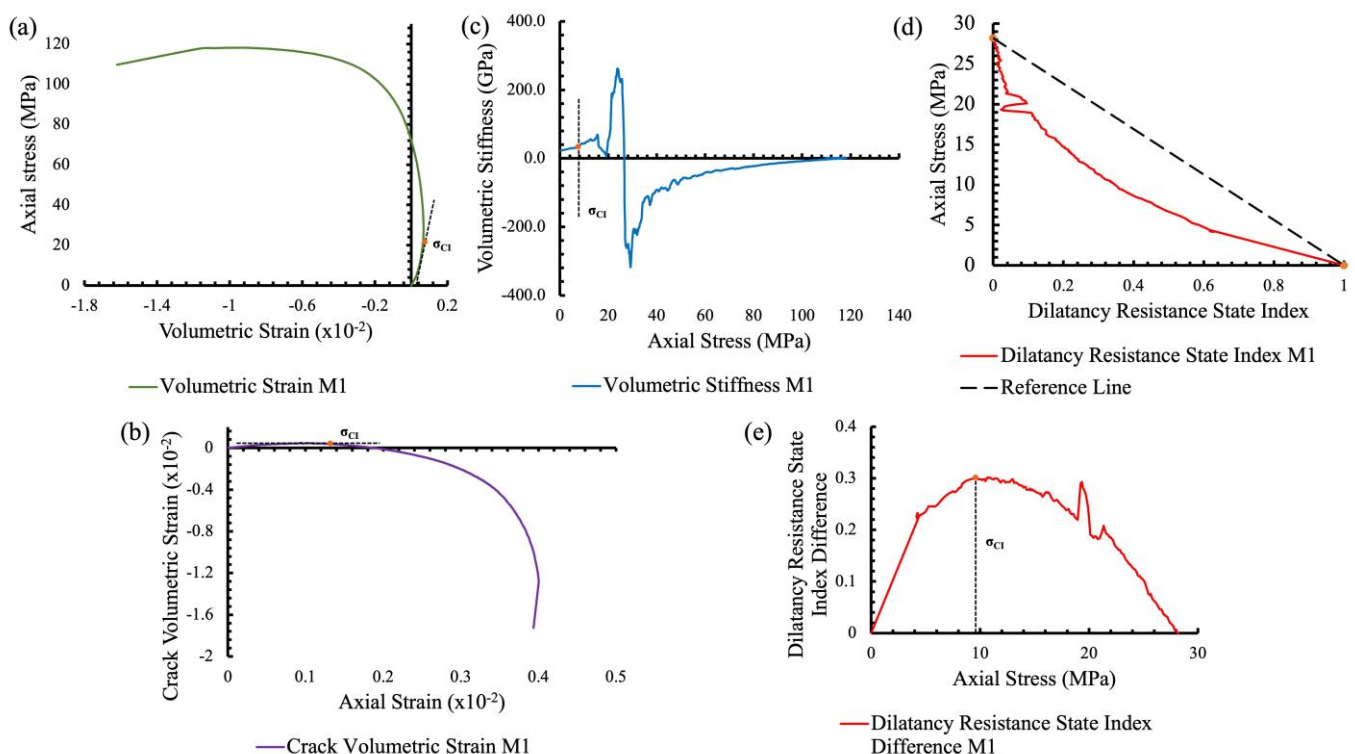 (a)
Axial stress (MPa)
120
100
80
60
40
20
0
σCI
-1.8
-1.4
-1
-0.6
-0.2
0.2
Volumetric Strain (x10-2)
Volumetric Strain M1
(c)
Volumetric Stiffness (GPa)
400.0
200.0
0.0
-200.0
-400.0
σCI
0
20
40
60
80
100
120
140
Axial Stress (MPa)
Volumetric Stiffness M1
(d)
Axial Stress (MPa)
30
25
20
15
10
5
0
0
0.2
0.4
0.6
0.8
1
Dilatancy Resistance State Index
Dilatancy Resistance State Index M1
Reference Line
(b)
Crack Volumetric Strain (x10-2)
0
-0.4
-0.8
-1.2
-1.6
-2
σCI
0
0.1
0.2
0.3
0.4
0.5
Axial Strain (x10-2)
Crack Volumetric Strain M1
(e)
Dilatancy Resistance State
Index Difference
0.4
0.3
0.2
0.1
0
σCI
0
10
20
30
Axial Stress (MPa)
Dilatancy Resistance State Index
Difference M1